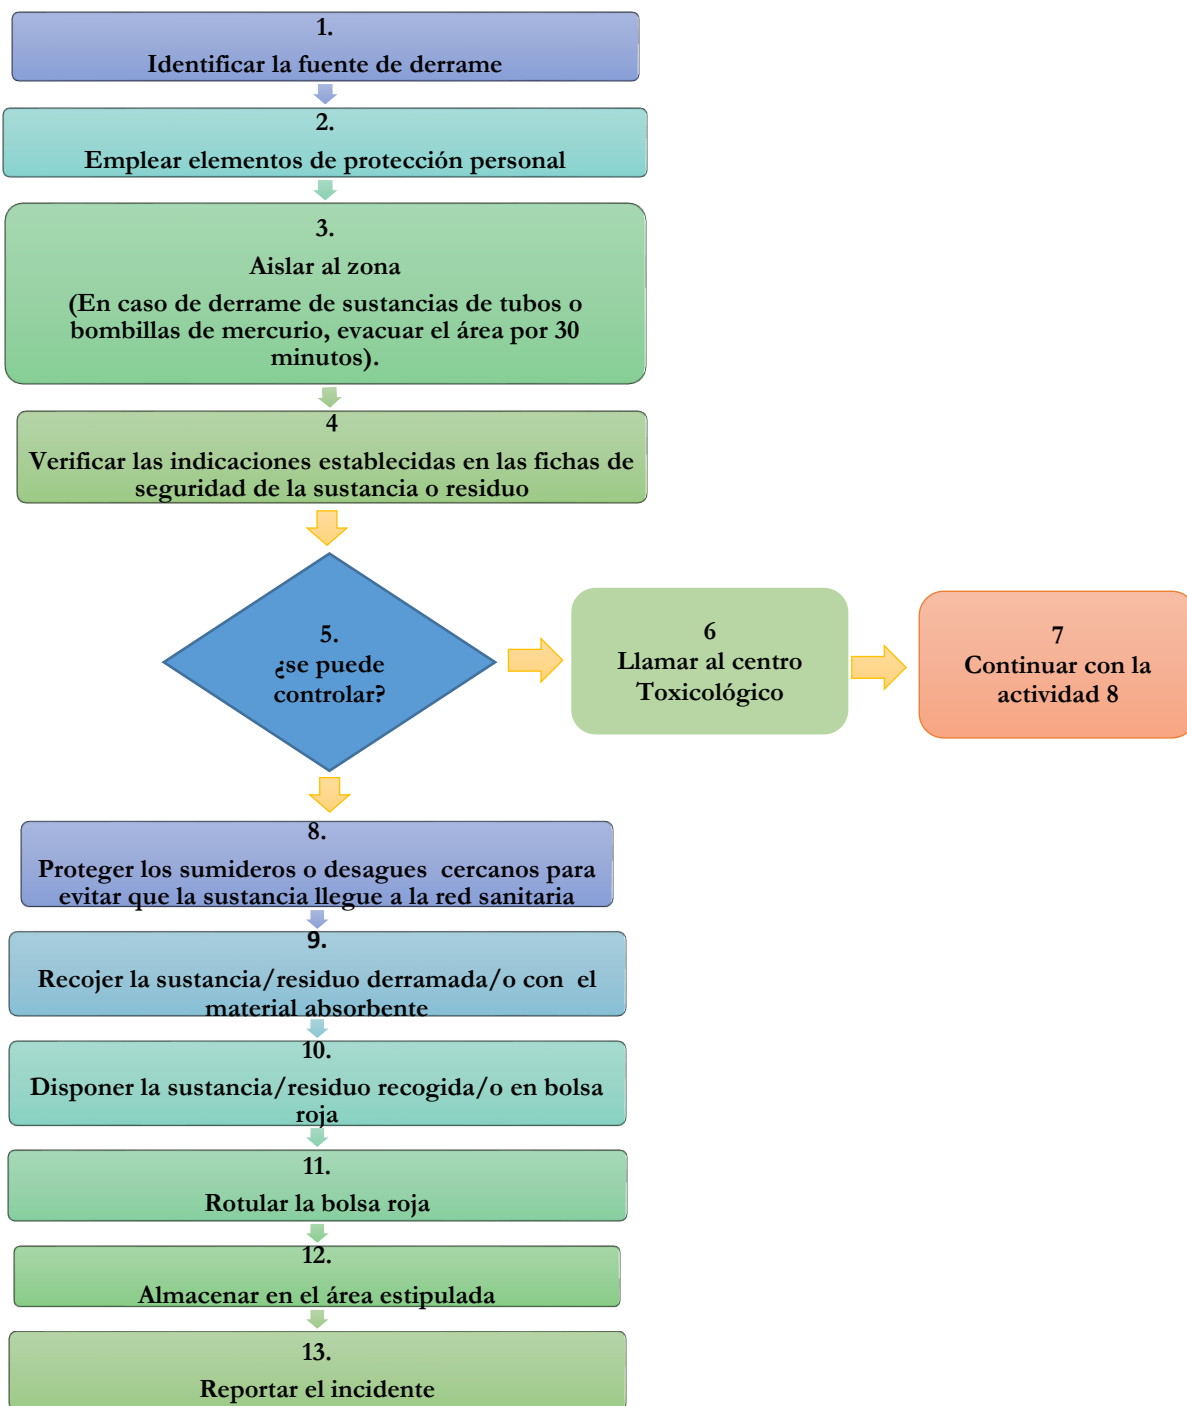 1.
Identificar la fuente de derrame
2.
Emplear elementos de protección personal
3.
Aislar al zona
(En caso de derrame de sustancias de tubos o
bombillas de mercurio, evacuar el área por 30
minutos).
4
Verificar las indicaciones establecidas en las fichas de
seguridad de la sustancia o residuo
5.
¿se puede
controlar?
6
Llamar al centro
Toxicológico
7
Continuar con la
actividad 8
8.
Proteger los sumideros o desagues cercanos para
evitar que la sustancia llegue a la red sanitaria
9.
Recojer la sustancia/residuo derramada/o con el
material absorbente
10.
Disponer la sustancia/residuo recogida/o en bolsa
roja
11.
Rotular la bolsa roja
12.
Almacenar en el área estipulada
13.
Reportar el incidente